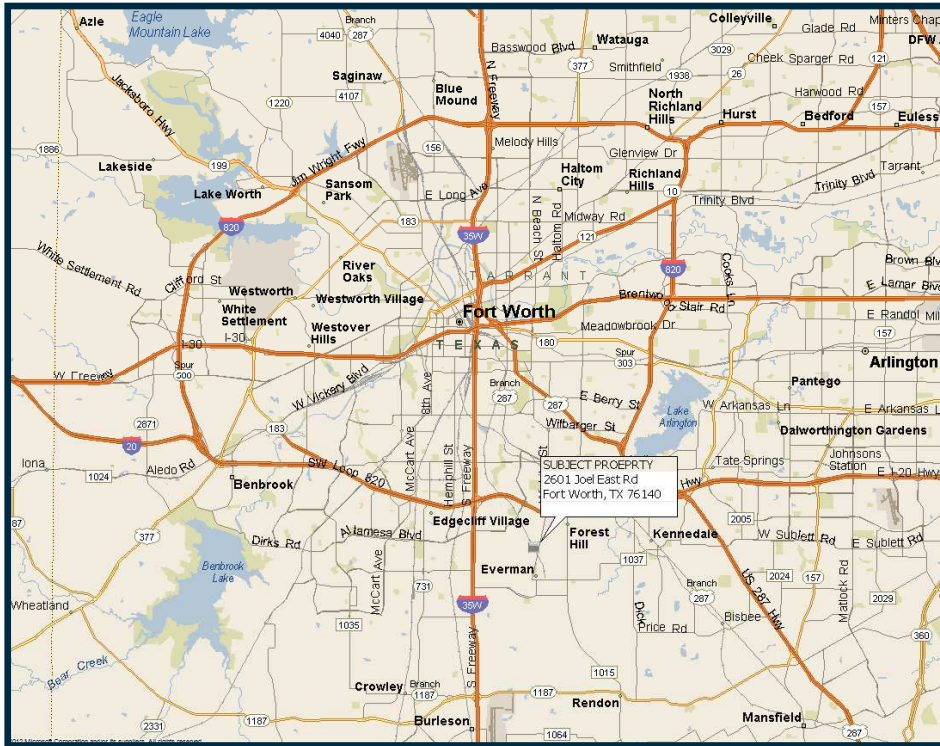 Azle
Eagle
Mountain Lake
Branch
287
4040
Basswood Blvd
Watauga
Colleyville
Glade Rd
Minters Chap
DFW
377
3029
Smithfield
Cheek Sparger Rd
121
Jacksboro Hwy
Saginaw
4107
1220
Blue
Mound
N Freeway
1938
26
North
Richland
Hills
Harwood Rd
157
Hurst
Bedford
Euless
1886
Lakeside
199
156
Melody Hills
Glenview Dr
Tarrant
Jim Wright Fwy
Lake Worth
Sansom
Park
E Long Ave
Haltom
City
Richland
Hills
10
Trinity Blvd
Trinity Blvd
820
183
35W
N Beach St
Haltom Rd
Midway Rd
121
White Settlement Rd
Clifford St
River
Oaks
TARRANT
820
Cooks Ln
Brown Blv
Westworth
Westworth Village
White
Settlement
Fort Worth
Brentwo
Stair Rd
E Lamar Blvd
E Randol Mil
Westover
Hills
Meadowbrook Dr
I-30
I-30
TEXAS
180
157
Spur
303
Arlington
W Freeway
Spur
500
W Vickery Blvd
8th Ave
Branch
287
287
E Berry St
Lake
Arlington
Pantego
W Arkansas Ln
E Arkansas Ln
2871
183
Wilbarger St
Dalworthington Gardens
20
McCart Ave
Hemphill St
S Freeway
St
Johnsons
Station
Iona
1024
Aledo Rd
SW Loop 820
SUBJECT PROEPRTY
2601 Joel East Rd
Fort Worth, TX 76140
Hwy
Tate Springs
E I-20 Hwy
Benbrook
Edgecliff Village
2005
87
377
Dirks Rd
Altamesa Blvd
Forest
Hill
Kennedale
W Sublett Rd
E Sublett Rd
Benbrook
Lake
McCart Ave
731
Everman
1037
Branch
287
2024
157
Matlock Rd
2029
Wheatland
1035
35W
Dick
Price Rd
Bisbee
US 287 Hwy
360
Bear Creek
S Freeway
1015
Crowley
Branch
1187
1187
1187
Rendon
2331
Burleson
1064
Mansfield
287